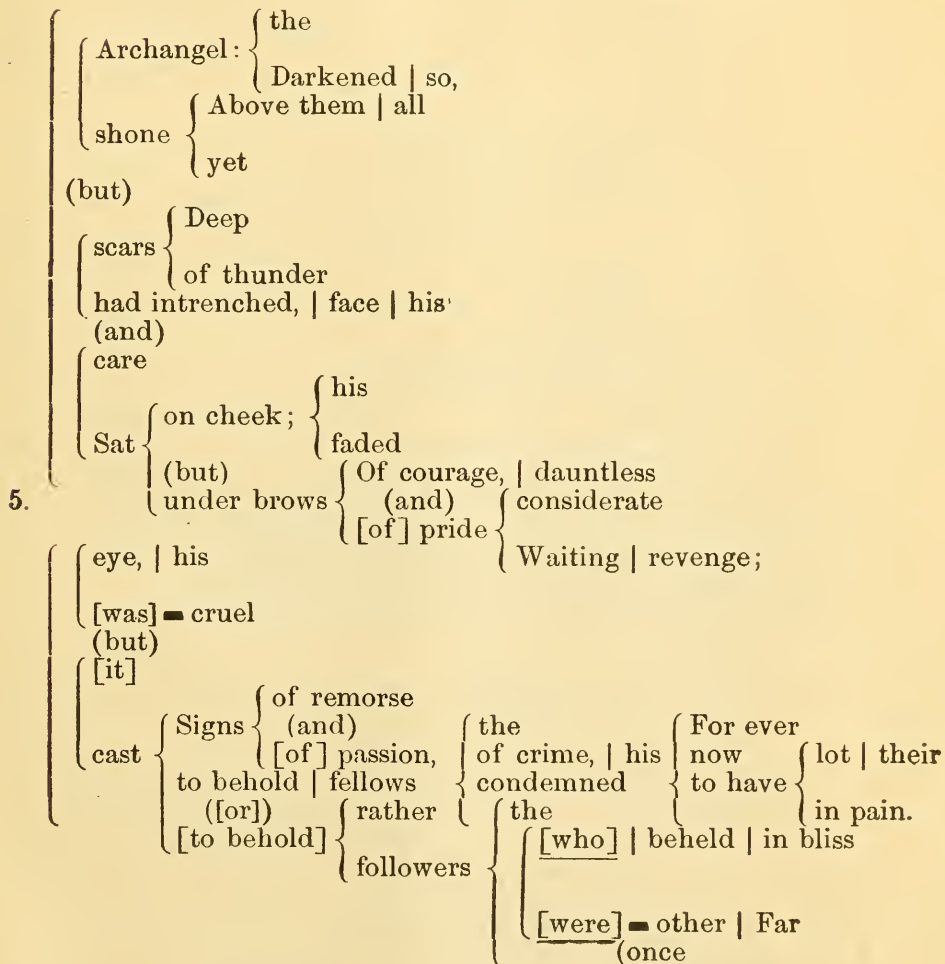 the
Archangel:
Darkened | so,
Above them | all
shone
yet
(but)
Deep
scars
of thunder
had intrenched, | face | his
(and)
care
his
on cheek;
faded
Sat
(but)
Of courage, | dauntless
5.
under brows
(and)
considerate
[of] pride
Waiting | revenge;
eye, | his
[was] = cruel
(but)
[it]
of remorse
Signs
(and)
the
For ever
cast
[of] passion,
of crime, | his
now
lot | their
to behold | fellows
condemned
to have
([or])
rather
the
in pain.
[to behold]
[who] | beheld | in bliss
followers
[were] = other | Far
(once